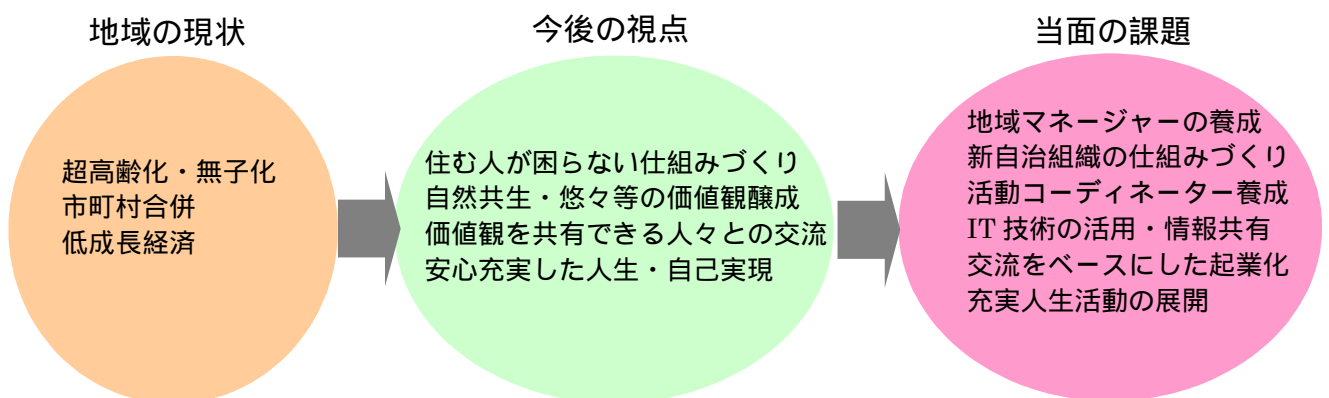 地域の現状
超高齢化・無子化
市町村合併
低成長経済
今後の視点
住む人が困らない仕組みづくり
自然共生・悠々等の価値観醸成
価値観を共有できる人々との交流
安心充実した人生・自己実現
当面の課題
地域マネージャーの養成
新自治組織の仕組みづくり
活動コーディネーター養成
IT 技術の活用・情報共有
交流をベースにした起業化
充実人生活動の展開